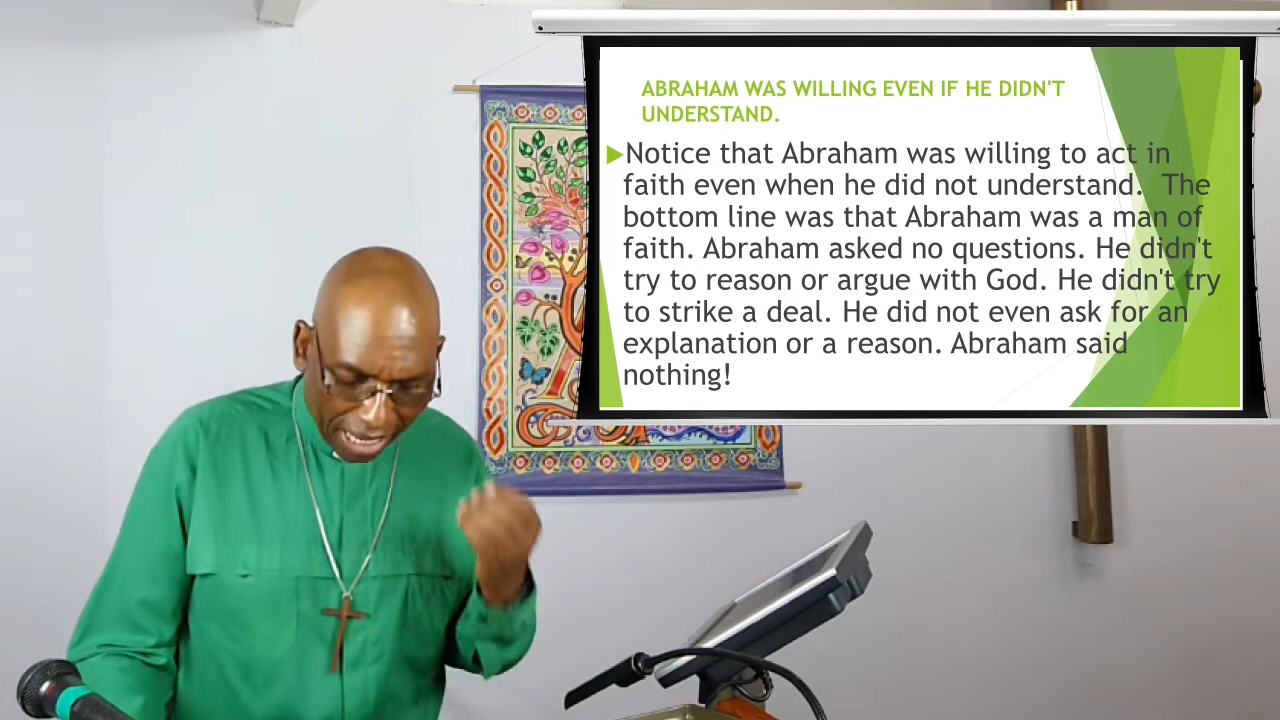 ABRAHAM WAS WILLING EVEN IF HE DIDN'T
UNDERSTAND.
Notice that Abraham was willing to act in
faith even when he did not understand.  The
bottom line was that Abraham was a man of
faith. Abraham asked no questions. He didn't
try to reason or argue with God. He didn't try
to strike a deal. He did not even ask for an
explanation or a reason. Abraham said
nothing!